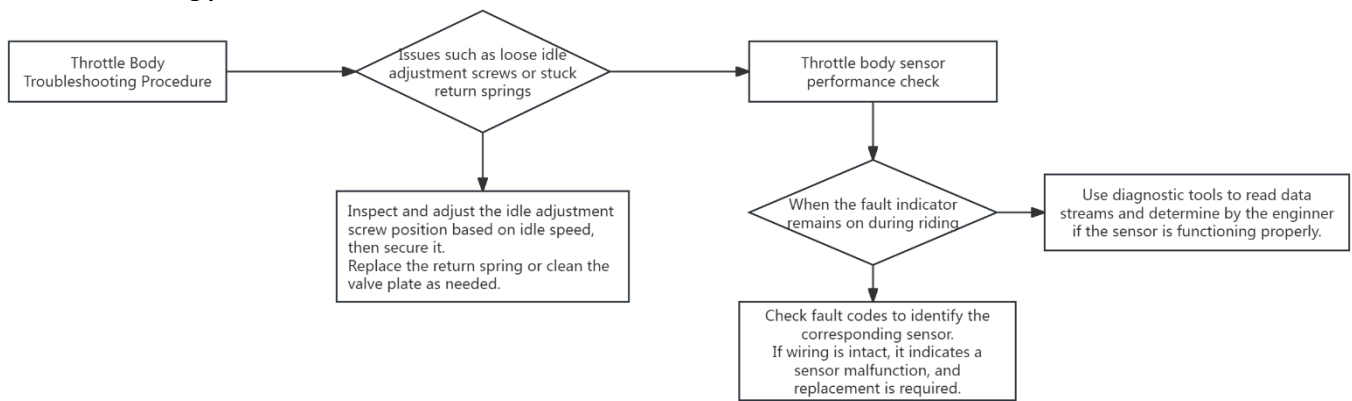 Throttle Body
Troubleshooting Procedure
Issues such as loose idle
adjustment screws or stuck
return springs
Throttle body sensor
performance check
Inspect and adjust the idle adjustment
screw position based on idle speed,
then secure it.
Replace the return spring or clean the
valve plate as needed.
When the fault indicator
remains on during riding
Use diagnostic tools to read data
streams and determine by the enginner
if the sensor is functioning properly.
Check fault codes to identify the
corresponding sensor.
If wiring is intact, it indicates a
sensor malfunction, and
replacement is required.